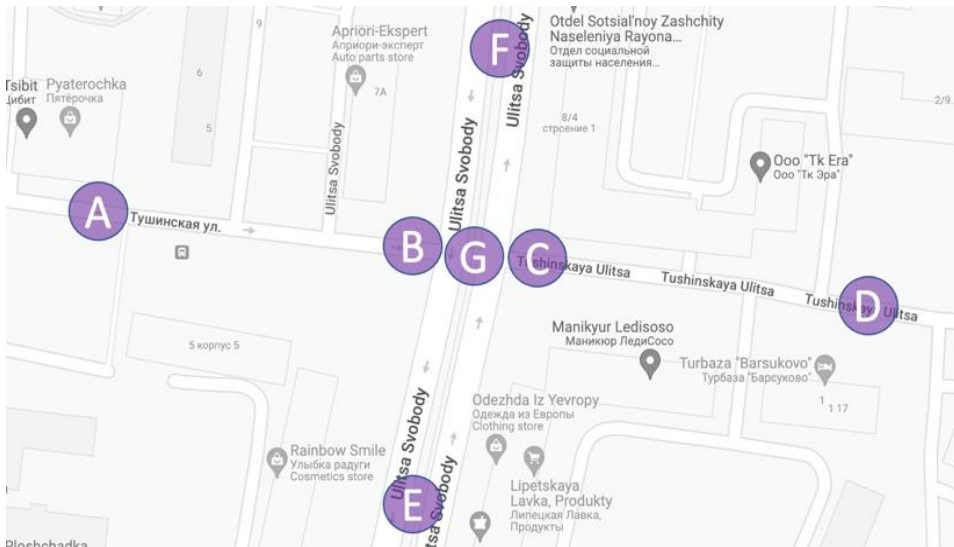 9
Apriori-Ekspert
Априори-эксперт
Auto parts store
7A
F
Ulitsa Svobody
Otdel Sotsial'noy Zashchity
Naseleniya Rayona...
Отдел социальной
защиты населения...
8/4
строение 1
2/9
6
5
Tsibit
Цибит
Pyaterochka
Пятёрочка
Ulitsa Svobody
Ulitsa Svobody
Ooo "Tk Era"
Ооо "Тк Эра"
A
Тушинская ул.
B
G
C
Tushinskaya Ulitsa
Tushinskaya Ulitsa
Tushinskaya Ulitsa
D
5 корпус 5
Manikyur Ledisoso
Маникюр ЛедиСосо
Turbaza "Barsukovo"
Турбаза "Барсуково"
1
1 17
Ulitsa Svobody
Odezhda Iz Yevropy
Одежда из Европы
Clothing store
Rainbow Smile
Улыбка радуги
Cosmetics store
E
Ulitsa Svobody
Lipetskaya
Lavka, Produkty
Липецкая Лавка,
Продукты
Ploshchadka